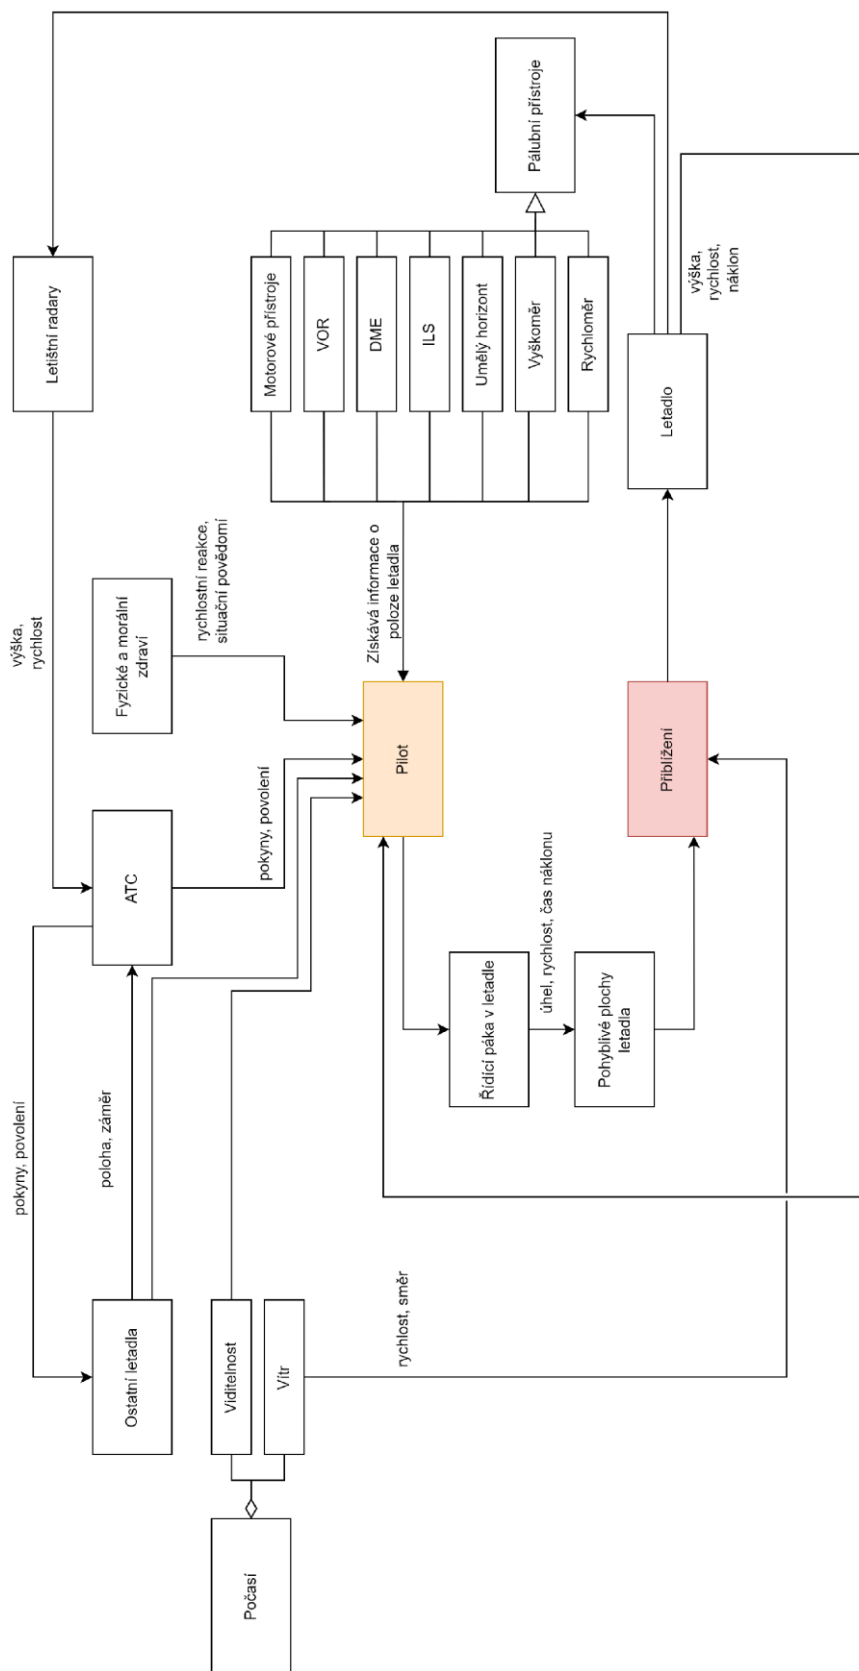 pokyny, povolení
výška,
rychlost
Letištní radary
poloha, záměr
Ostatní letadla
ATC
Fyzické a morální
zdraví
rychlostní reakce,
situační povědomí
Počasí
Viditelnost
Vítr
pokyny, povolení
Motorové přístroje
VOR
DME
ILS
Umělý horizont
Vyškoměr
Rychloměr
Pálubní přístroje
Získává informace o
poloze letadla
Pilot
rychlost, směr
Řídící páka v letadle
úhel, rychlost, čas náklonu
Pohyblivé plochy
letadla
Přiblížení
Letadlo
výška,
rychlost,
náklon